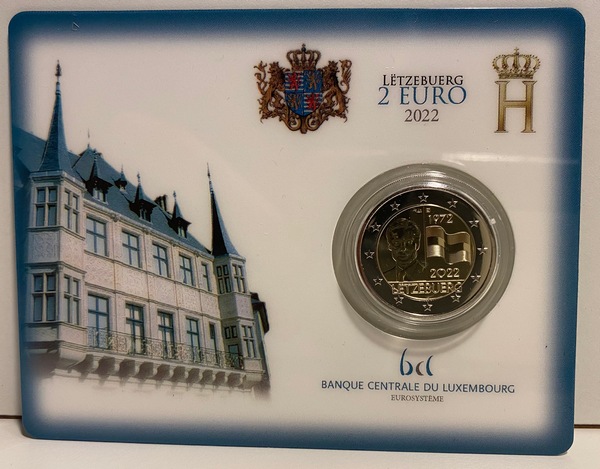 LËTZEBUERG
2 EURO
2022
H
1972
2022
LËTZEBUERG
bcl
BANQUE CENTRALE DU LUXEMBOURG
EUROSYSTÈME